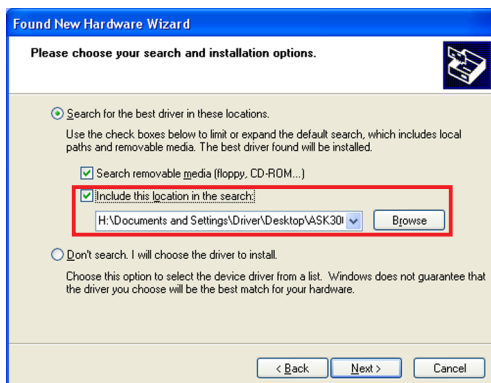 Found New Hardware Wizard
Please choose your search and installation options.
Search for the best driver in these locations.
Use the check boxes below to limit or expand the default search, which includes local
paths and removable media. The best driver found will be installed.
Search removable media (floppy, CD-ROM...)
Include this location in the search:
H:\Documents and Settings\Driver\Desktop\ASK30 Browse
Don't search. I will choose the driver to install.
Choose this option to select the device driver from a list. Windows does not guarantee that
the driver you choose will be the best match for your hardware.
< Back Next > Cancel